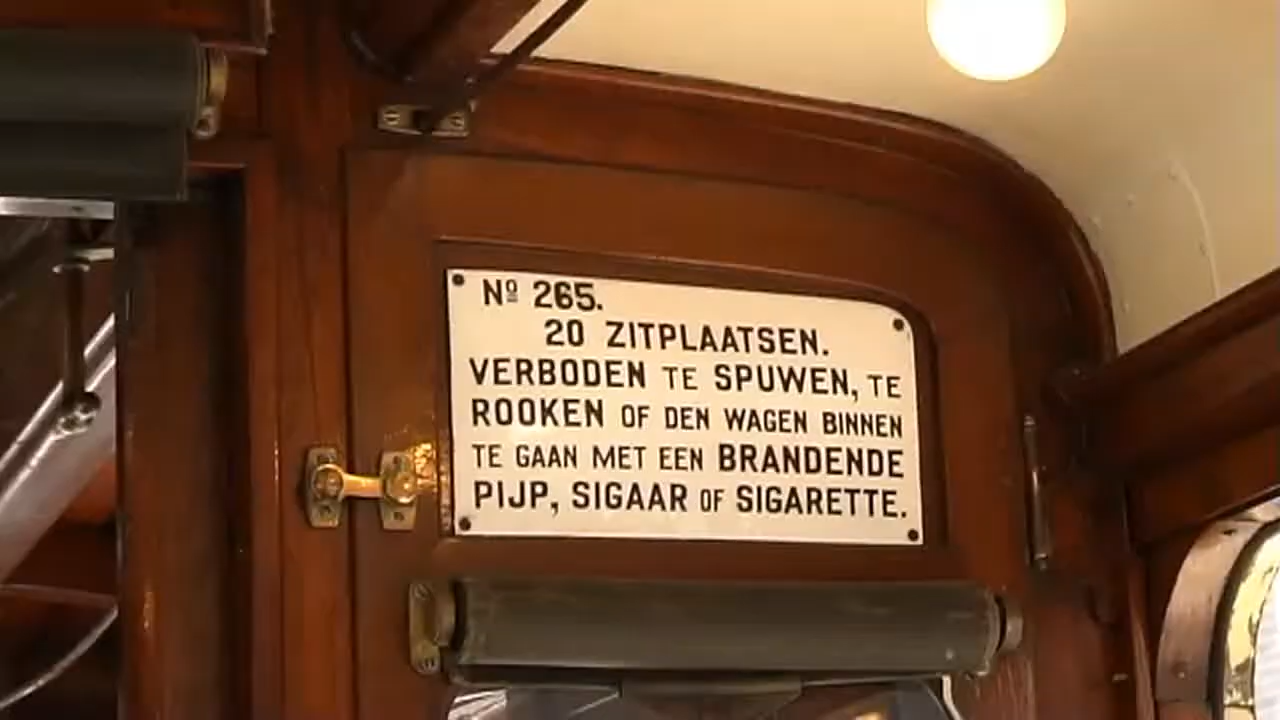 Nº 265.
20 ZITPLAATSEN.
VERBODEN TE SPUWEN, TE
ROOKEN OF DEN WAGEN BINNEN
TE GAAN MET EEN BRANDENDE
PIJP, SIGAAR OF SIGARETTE.